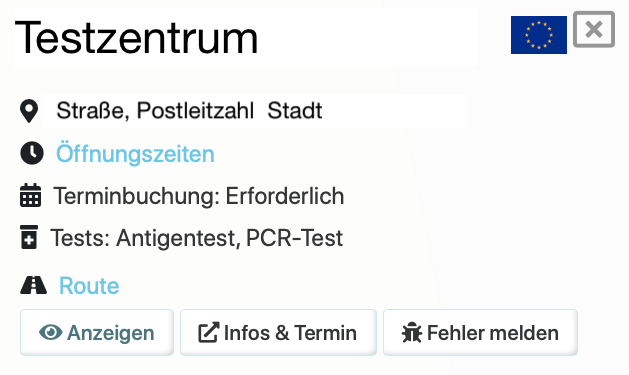 Testzentrum
Straße, Postleitzahl Stadt
Öffnungszeiten
Terminbuchung: Erforderlich
Tests: Antigentest, PCR-Test
Route
Anzeigen Infos & Termin Fehler melden